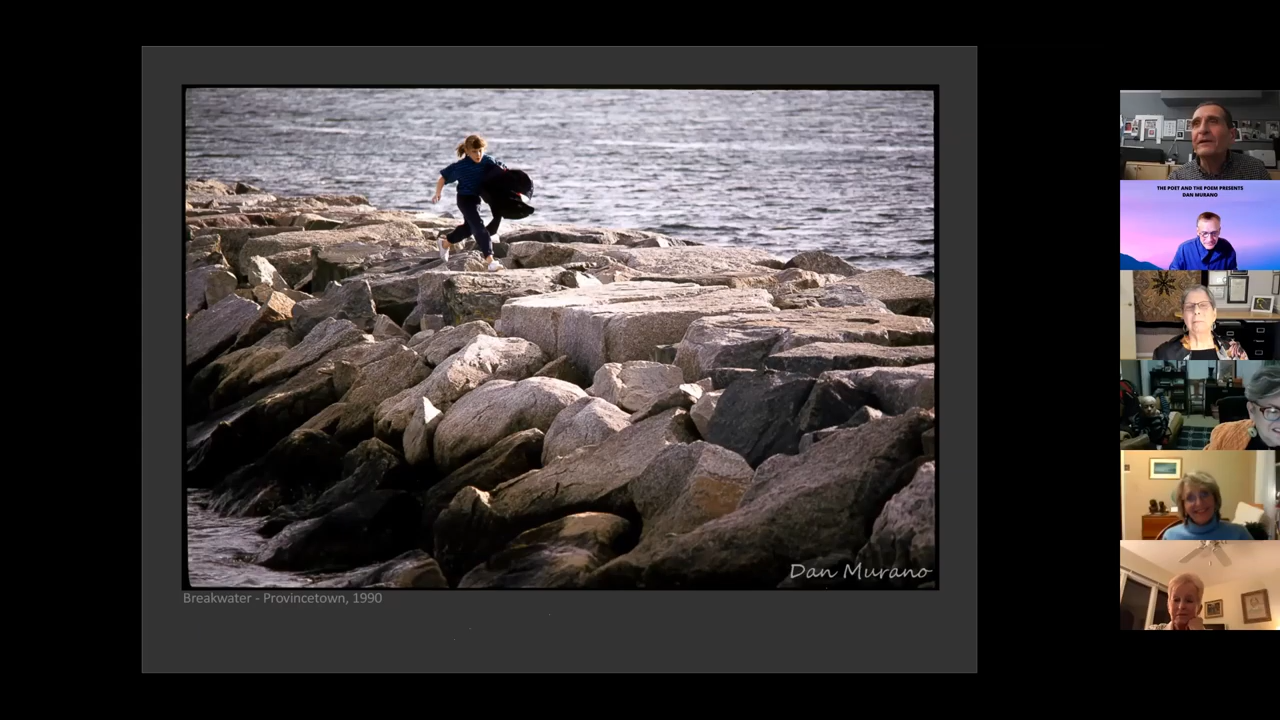 Dan Murano
Breakwater - Provincetown, 1990
THE POET AND THE POEM PRESENTS
DAN MURANO